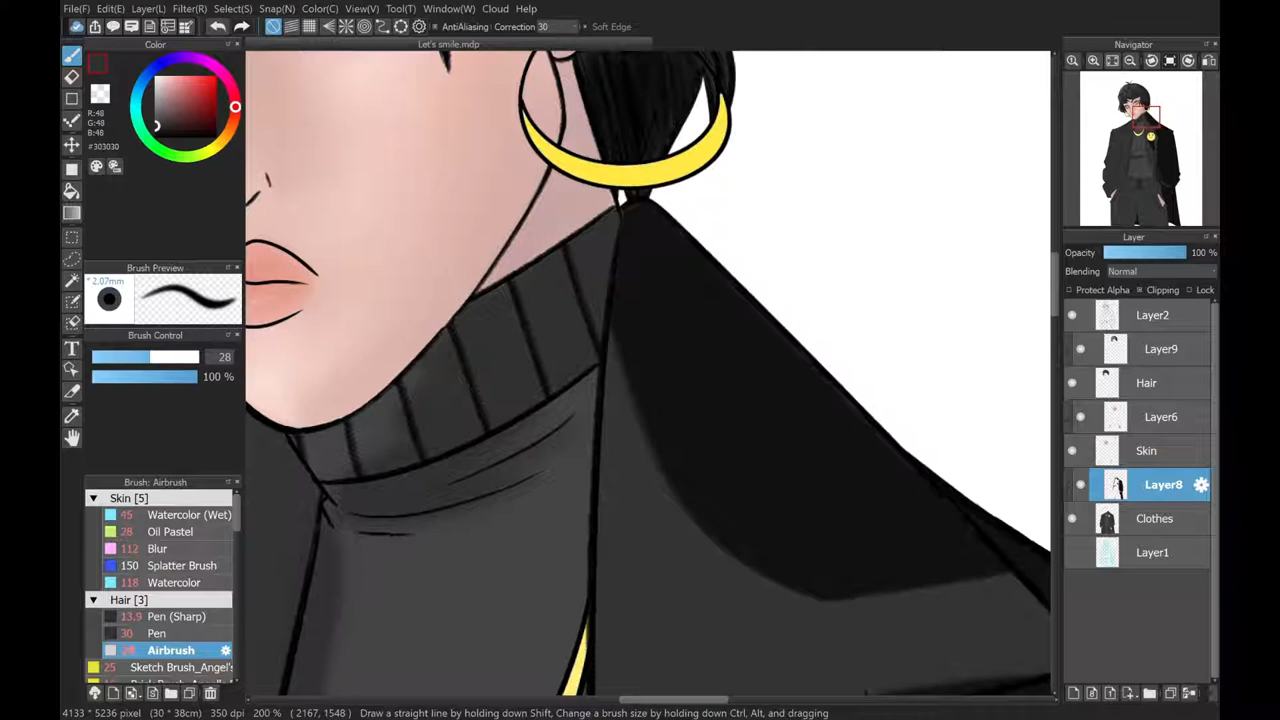 File(F) Edit(E) Layer(L) Filter(R) Select(S) Snap(N) Color(C) View(V) Tool(T) Window(W) Cloud Help
AntiAliasing Correction 30 Soft Edge
Color
Let's smile.mdp
Navigator
R:48
G:48
B:48
#303030
Layer
Opacity 100 %
Brush Preview
Blending Normal
* 2.07mm
Protect Alpha Clipping Lock
Layer2
Brush Control
Layer9
28
100 %
Hair
Layer6
Skin
Brush: Airbrush
Layer8
Skin [5]
45 Watercolor (Wet)
Clothes
28 Oil Pastel
112 Blur
Layer1
150 Splatter Brush
118 Watercolor
Hair [3]
13.9 Pen (Sharp)
30 Pen
28 Airbrush
25 Sketch Brush_Angel's
4133 * 5236 pixel (30 * 38cm) 350 dpi 200 % ( 2167, 1548 ) Draw a straight line by holding down Shift, Change a brush size by holding down Ctrl, Alt, and dragging